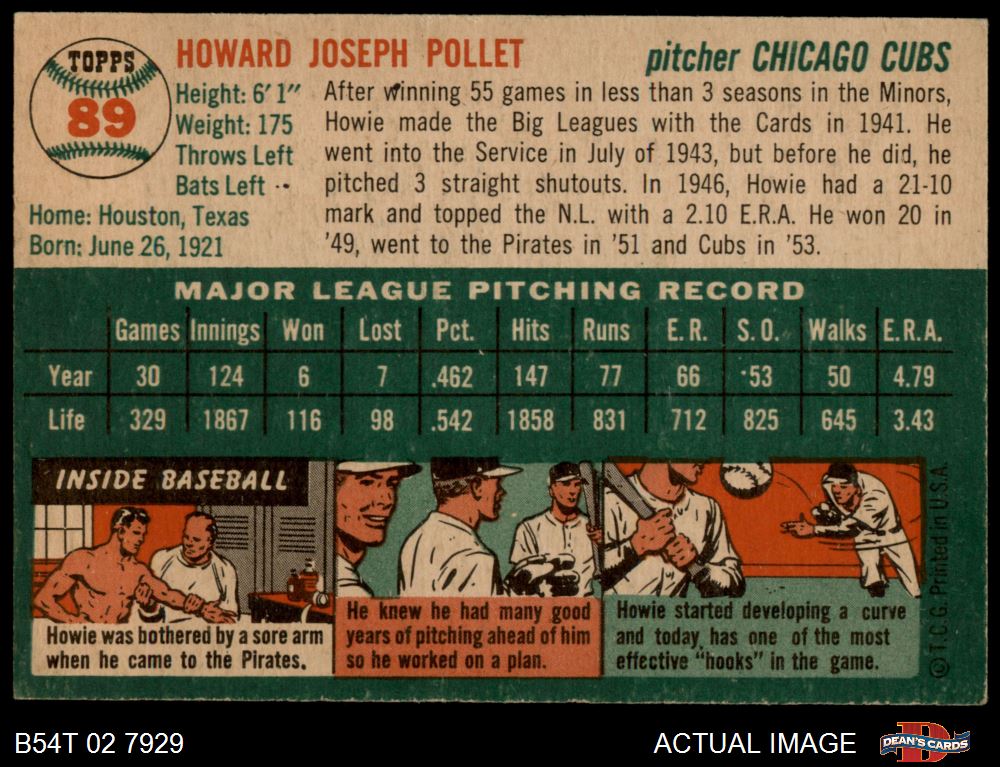 TOPPS
89
HOWARD JOSEPH POLLET
pitcher CHICAGO CUBS
Height: 6' 1"
Weight: 175
Throws Left
Bats Left
Home: Houston, Texas
Born: June 26, 1921
After winning 55 games in less than 3 seasons in the Minors,
Howie made the Big Leagues with the Cards in 1941. He
went into the Service in July of 1943, but before he did, he
pitched 3 straight shutouts. In 1946, Howie had a 21-10
mark and topped the N.L. with a 2.10 E.R.A. He won 20 in
'49, went to the Pirates in '51 and Cubs in '53.
MAJOR LEAGUE PITCHING RECORD
Games Innings Won Lost Pct. Hits Runs E.R. S.O. Walks E.R.A.
Year 30 124 6 7 .462 147 77 66 53 50 4.79
Life 329 1867 116 98 .542 1858 831 712 825 645 3.43
INSIDE BASEBALL
Howie was bothered by a sore arm
when he came to the Pirates.
He knew he had many good
years of pitching ahead of him
so he worked on a plan.
Howie started developing a curve
and today has one of the most
effective "hooks" in the game.
© T.C.G. Printed in U.S.A.
B54T 02 7929
ACTUAL IMAGE
DEAN'S CARDS